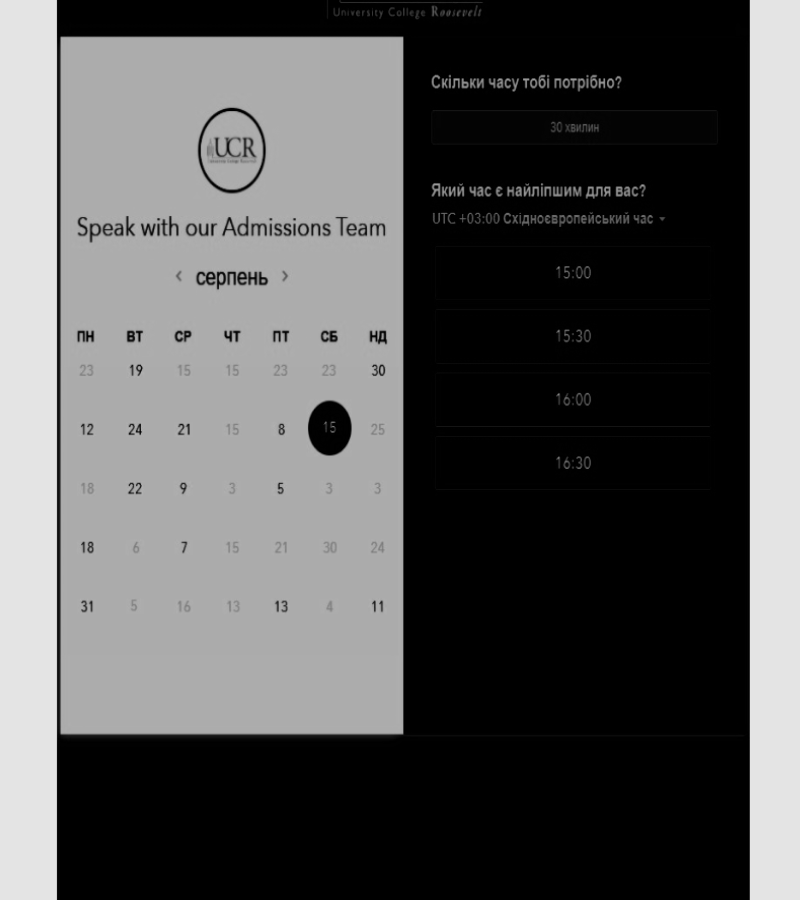 University College Roosevelt
UCR
Speak with our Admissions Team
серпень
ПН ВТ СР ЧТ ПТ СБ НД
23 19 15 15 23 23 30
12 24 21 15 8 15 25
18 22 9 3 5 3 3
18 6 7 15 21 30 24
31 5 16 13 13 4 11
Скільки часу тобі потрібно?
30 хвилин
Який час є найліпшим для вас?
UTC +03:00 Східноєвропейський час
15:00
15:30
16:00
16:30